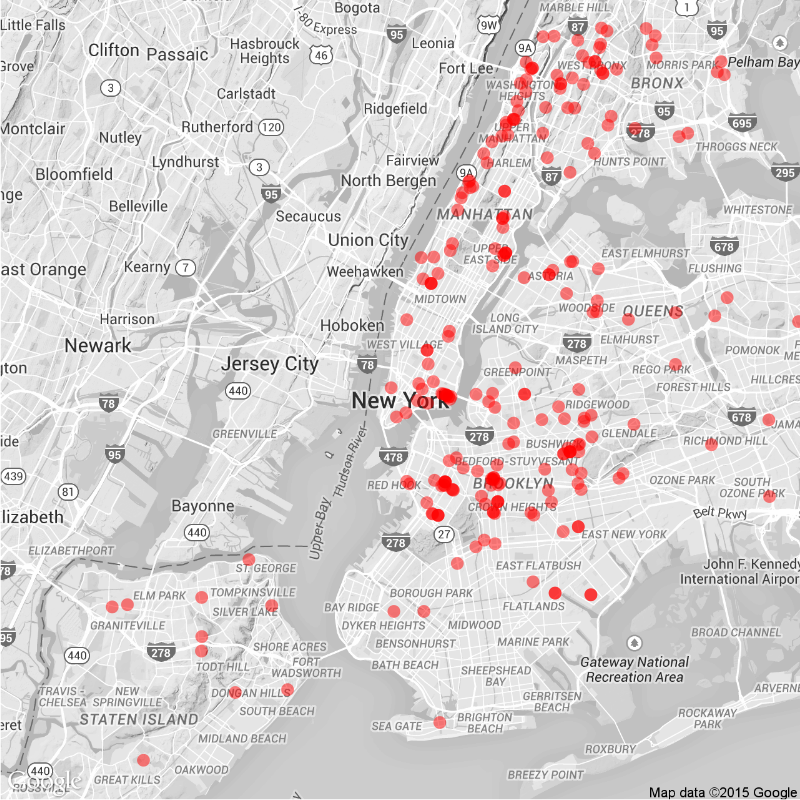 Bogota
MARBLE HILL
1
Little Falls
I-80 Express
95
9W
87
Clifton
Passaic
Hasbrouck
Heights
46
Leonia
9A
95
Pelham Bay
Fort Lee
WEST BRONX
MORRIS PARK
3
WASHINGTON
HEIGHTS
BRONX
Carlstadt
Ridgefield
95
695
Montclair
Nutley
Rutherford
120
UPPER
MANHATTAN
278
THROGGS NECK
Lyndhurst
3
Fairview
HARLEM
HUNTS POINT
Bloomfield
North Bergen
9A
87
295
95
Belleville
Secaucus
MANHATTAN
WHITESTONE
Union City
678
UPPER
EAST SIDE
EAST ELMHURST
FLUSHING
ast Orange
Kearny
7
Weehawken
ASTORIA
MIDTOWN
WOODSIDE
QUEENS
Harrison
Hoboken
LONG
ISLAND CITY
Newark
WEST VILLAGE
278
ELMHURST
POMONOK
Jersey City
78
MASPETH
REGO PARK
GREENPOINT
FOREST HILLS
HILLCRES
440
New York
78
RIDGEWOOD
678
JAMA
GREENVILLE
278
GLENDALE
RICHMOND HILL
95
BUSHWICK
478
BEDFORD-STUYVESANT
439
Hudson River
RED HOOK
BROOKLYN
OZONE PARK
SOUTH
OZONE PARK
81
Bayonne
CROWN HEIGHTS
Belt Pkwy
lizabeth
440
Upper Bay
27
EAST NEW YORK
ELIZABETHPORT
278
78
ST.GEORGE
EAST FLATBUSH
John F. Kennedy
International Airport
ELM PARK
TOMPKINSVILLE
BOROUGH PARK
SILVER LAKE
BAY RIDGE
FLATLANDS
GRANITEVILLE
DYKER HEIGHTS
MIDWOOD
BROAD CHANNEL
95
278
SHORE ACRES
BENSONHURST
MARINE PARK
440
TODT HILL
FORT
WADSWORTH
BATH BEACH
SHEEPSHEAD
BAY
Gateway National
Recreation Area
TRAVIS -
CHELSEA
NEW
SPRINGVILLE
DONGAN HILLS
GERRITSEN
BEACH
ARVERNE
STATEN ISLAND
SOUTH BEACH
SEA GATE
BRIGHTON
BEACH
ROCKAWAY
PARK
MIDLAND BEACH
ROXBURY
440
OAKWOOD
GREAT KILLS
BREEZY POINT
Google
ROSSVILLE
Map data ©2015 Google